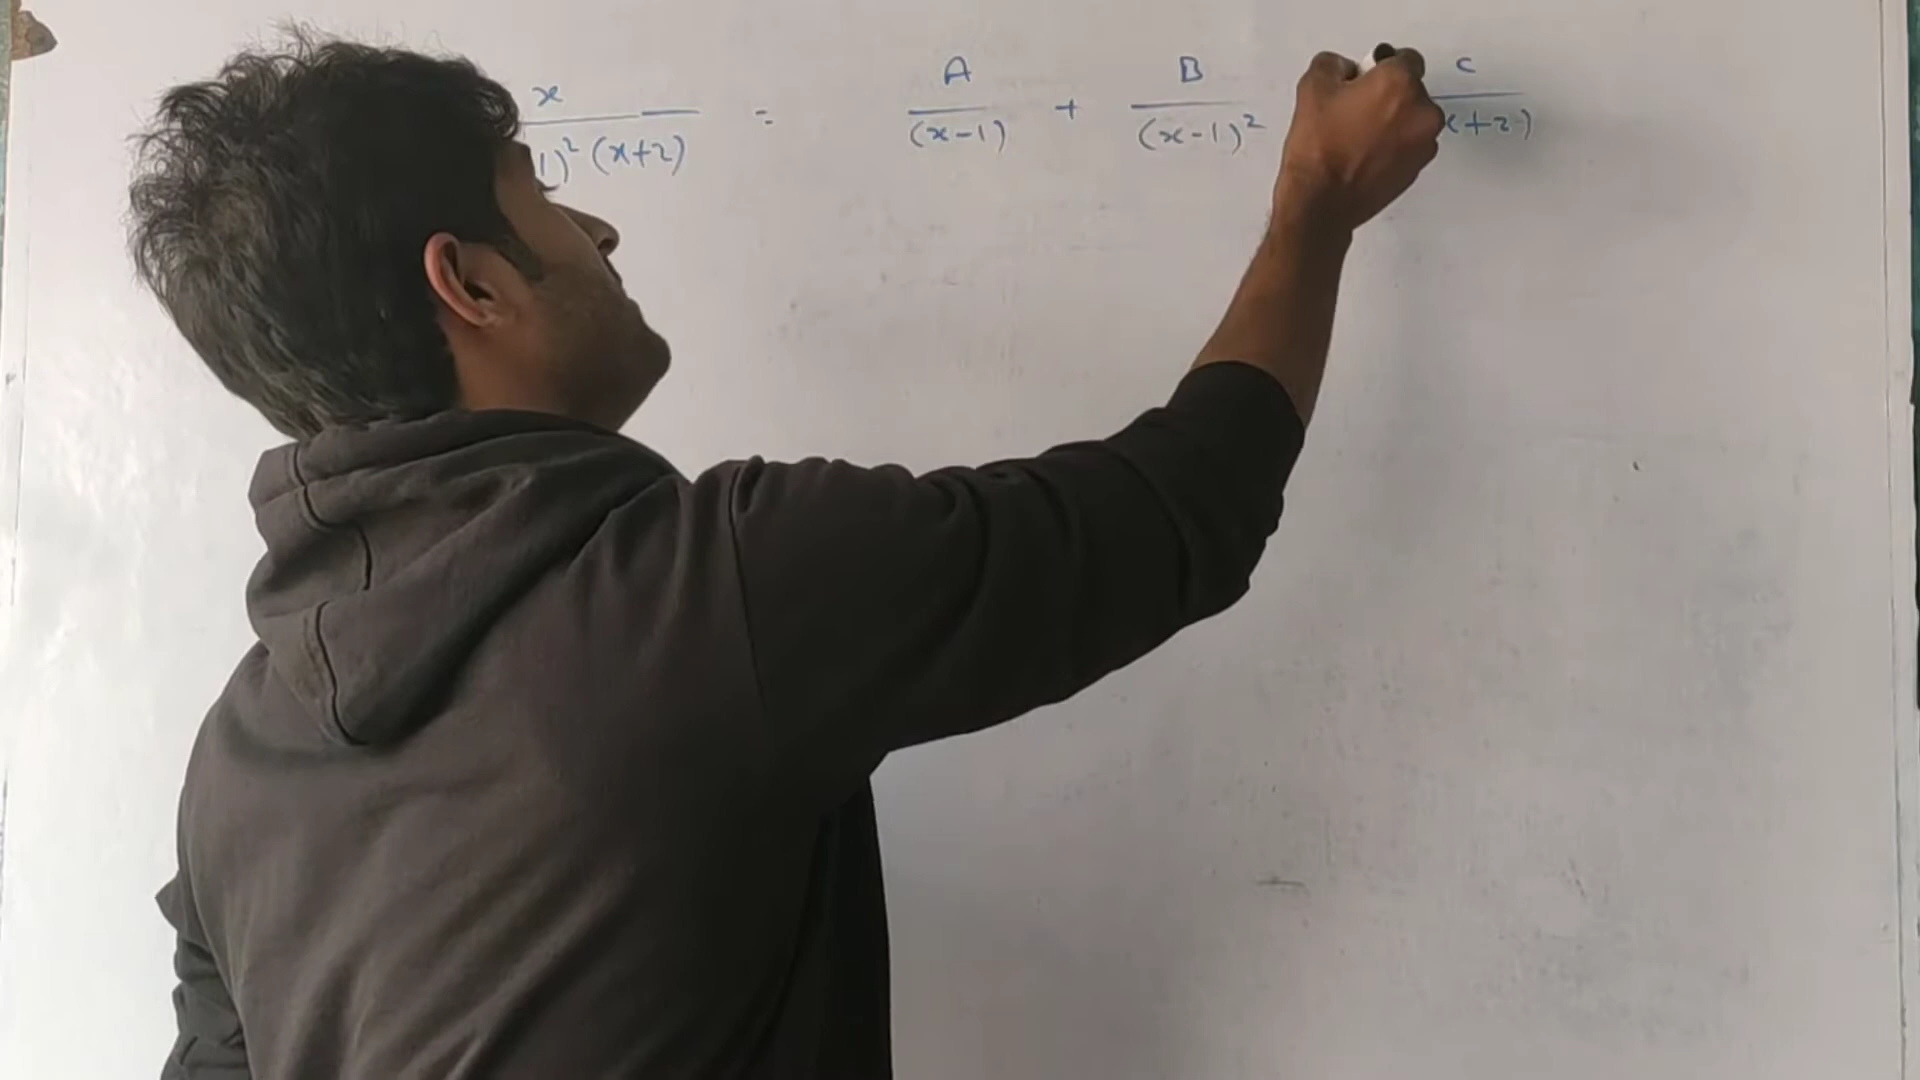 x/1)² (x+2) = A/(x-1) + B/(x-1)² C/x+2)